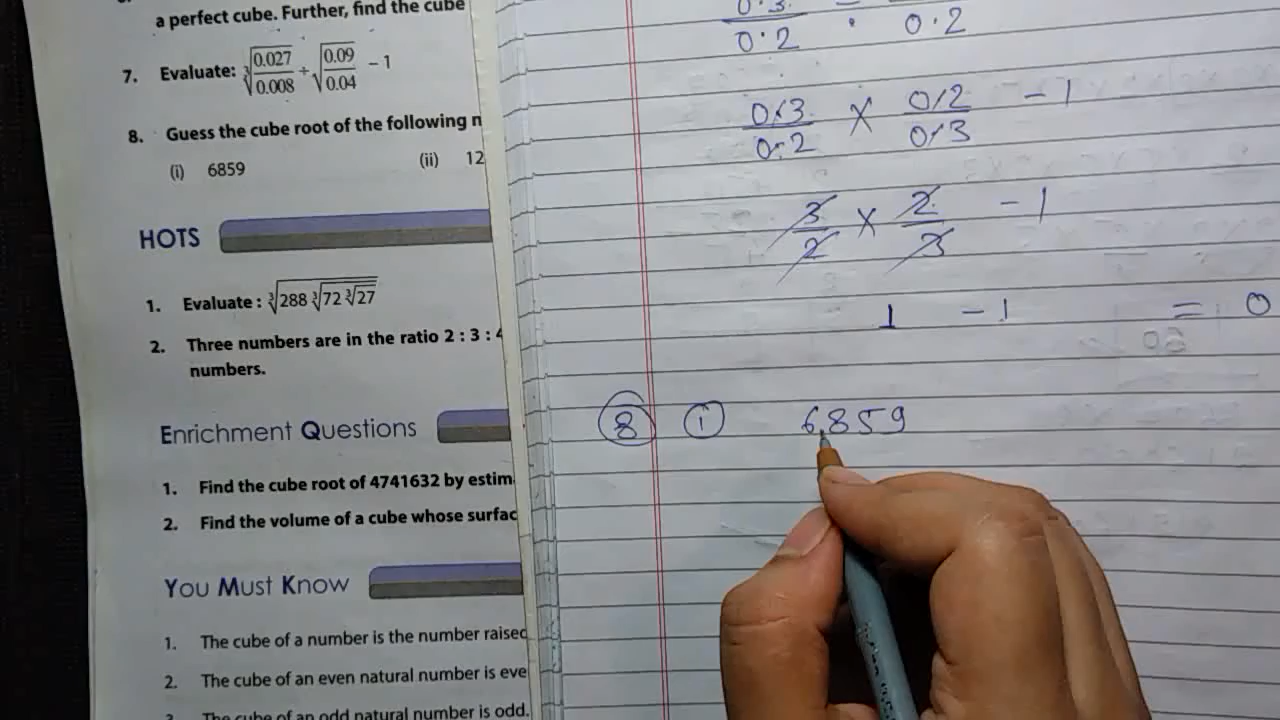 a perfect cube. Further, find the cube
7. Evaluate: ∛(0.027/0.008) ÷ √(0.09/0.04) − 1
8. Guess the cube root of the following n
(i) 6859 (ii) 12
HOTS
1. Evaluate : ∛(288 ∛(72 ∛27))
2. Three numbers are in the ratio 2 : 3 : 4
numbers.
Enrichment Questions
1. Find the cube root of 4741632 by estim
2. Find the volume of a cube whose surfac
You Must Know
1. The cube of a number is the number raised
2. The cube of an even natural number is eve
The cube of an odd natural number is odd.
0.3/0.2 ÷ /0.2
0.3/0.2 × 0.2/0.3 − 1
3/2 × 2/3 − 1
1 − 1 = 0
8 i 6859